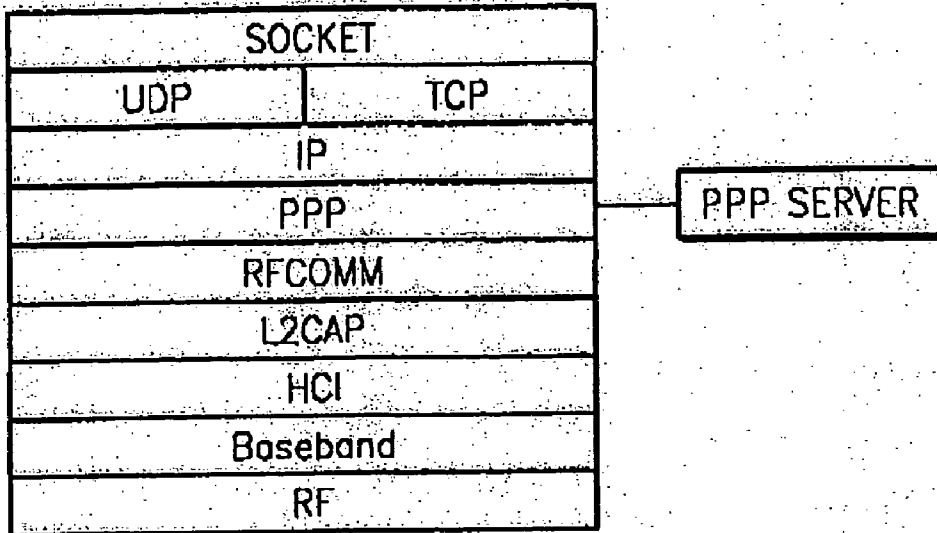 SOCKET
UDP TCP
IP
PPP
PPP SERVER
RFCOMM
L2CAP
HCI
Baseband
RF